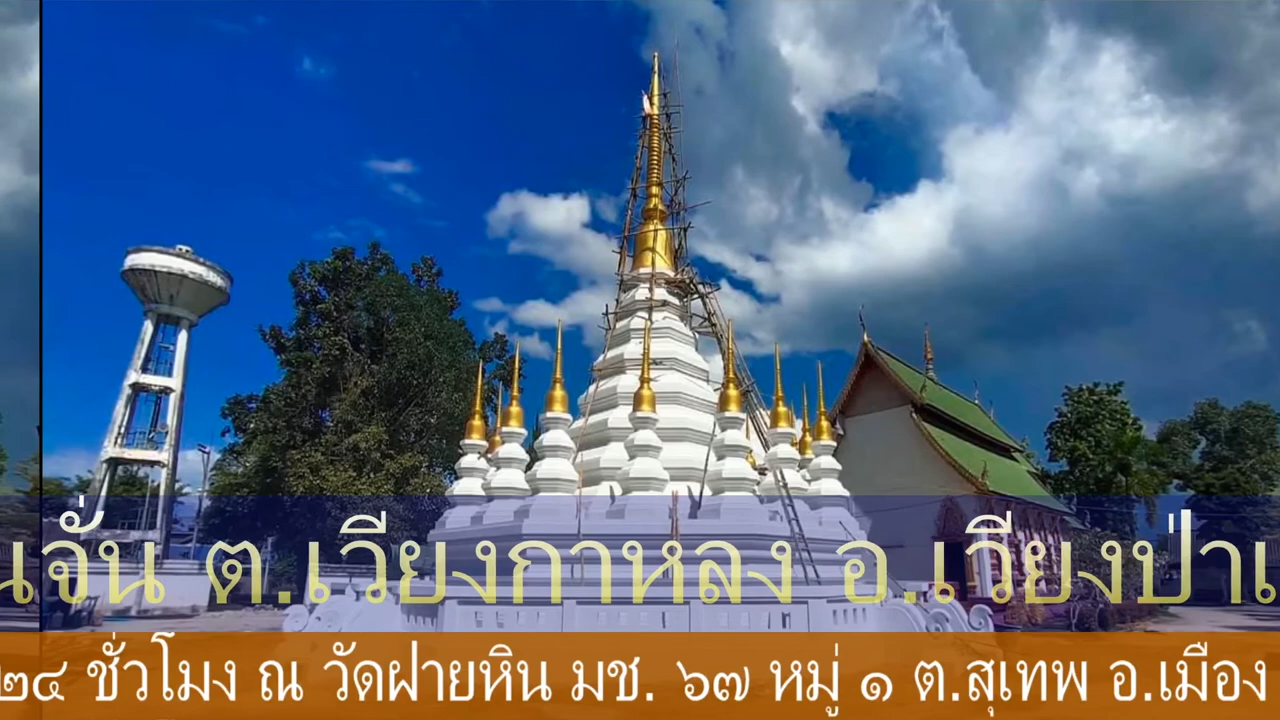 นจั่น ต.เวียงกาหลง อ.เวียงป่าเ
๒๔ ชั่วโมง ณ วัดฝายหิน มช. ๖๗ หมู่ ๑ ต.สุเทพ อ.เมือง